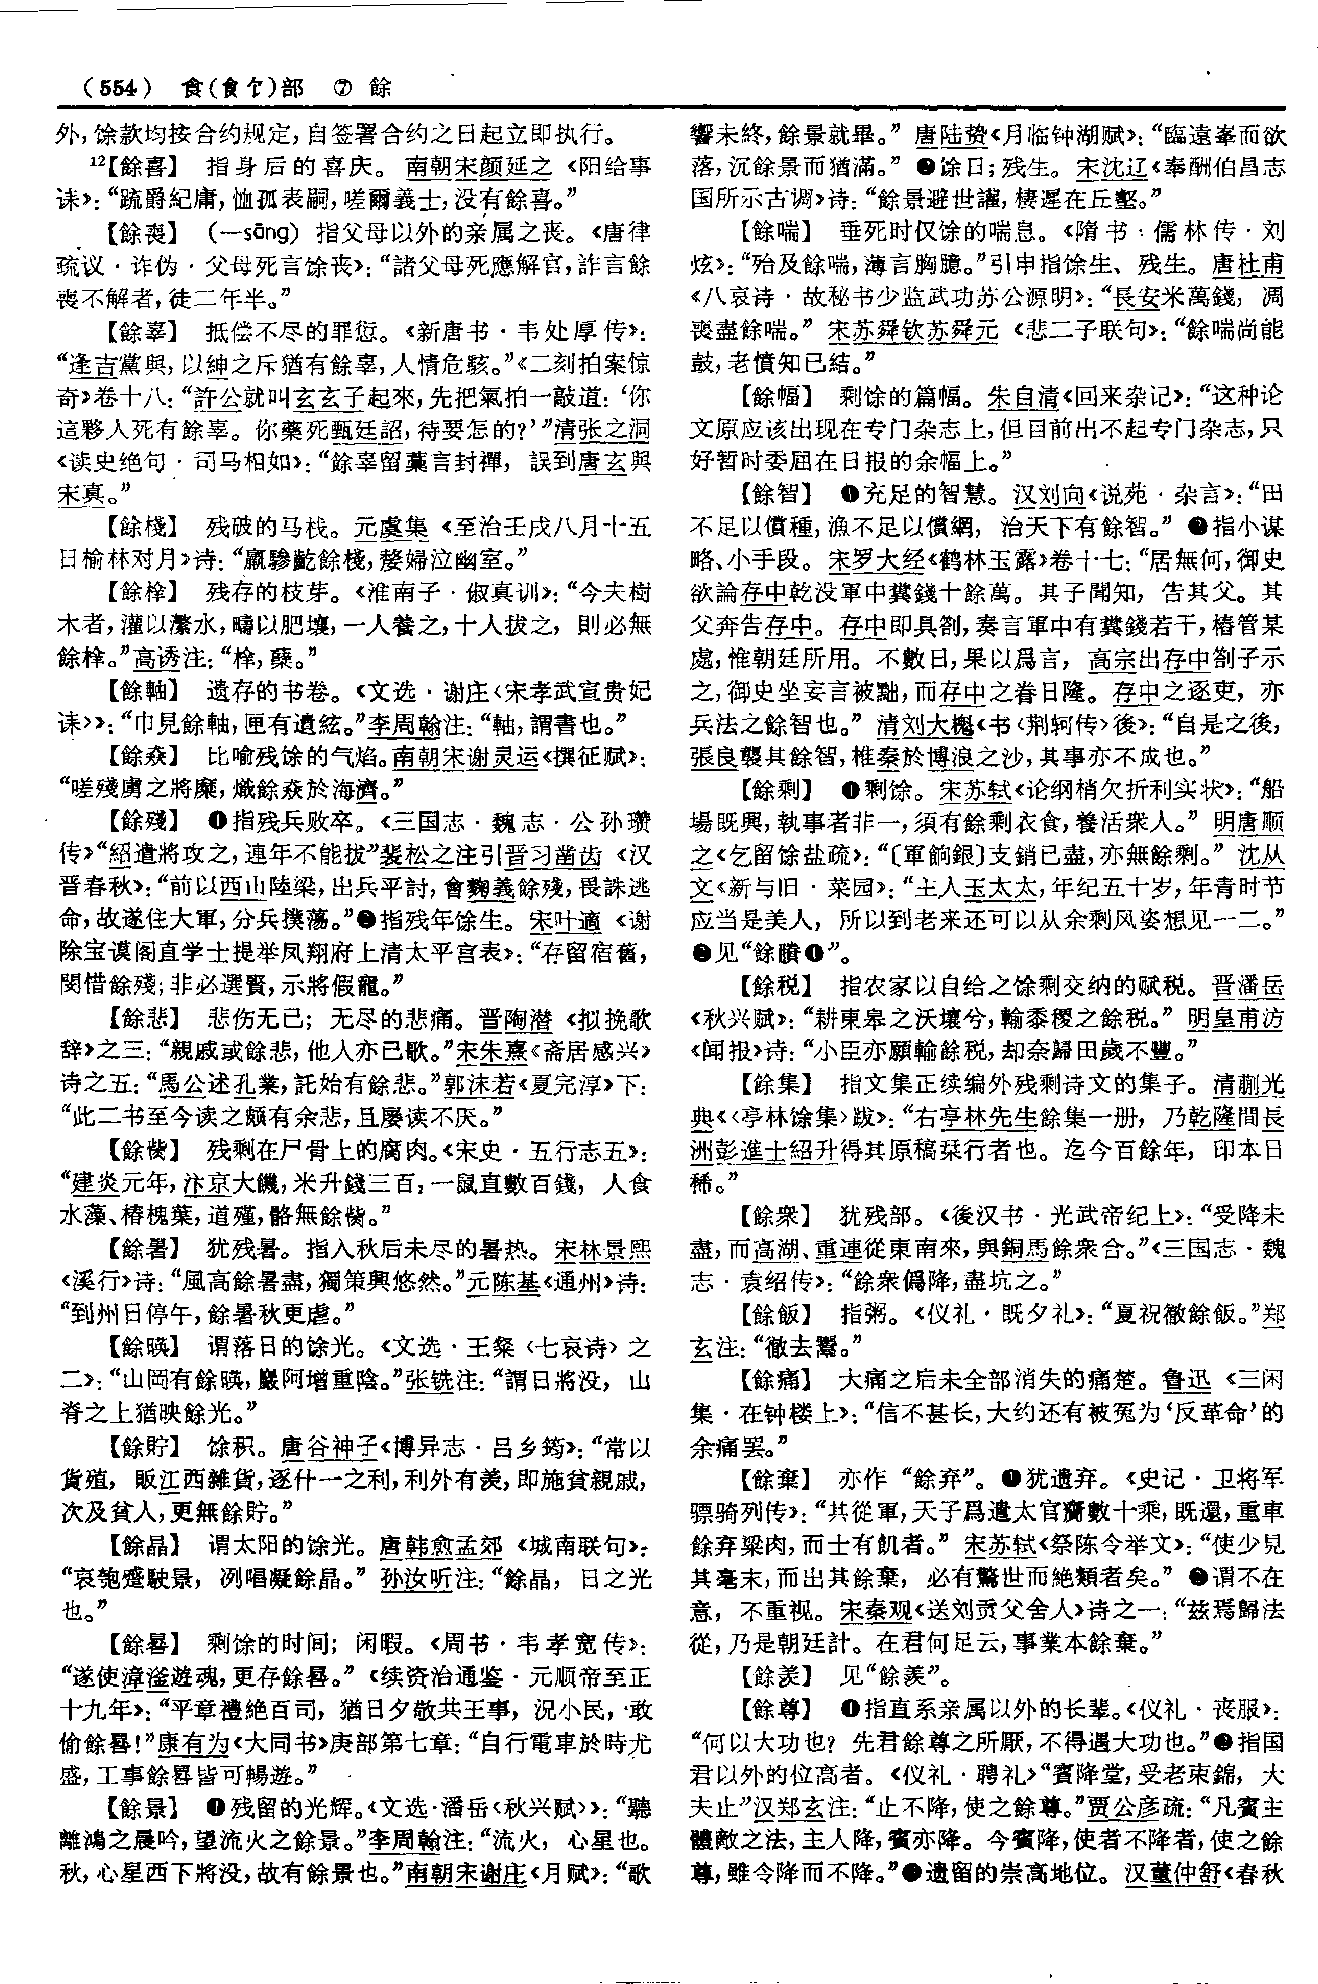 （554） 食(飠饣)部 ⑦ 餘
外，馀款均按合约规定，自签署合约之日起立即执行。
¹²【餘喜】 指身后的喜庆。南朝宋颜延之《阳给事
诔》：“疏爵紀庸，恤孤表嗣，嗟爾義士，没有餘喜。”
【餘喪】 (—sāng) 指父母以外的亲属之丧。《唐律
疏议·诈伪·父母死言馀丧》：“諸父母死應解官，詐言餘
喪不解者，徒二年半。”
【餘辜】 抵偿不尽的罪愆。《新唐书·韦处厚传》：
“逢吉黨與，以紳之斥猶有餘辜，人情危駭。”《二刻拍案惊
奇》卷十八：“許公就叫玄玄子起來，先把氣拍一敲道：‘你
這夥人死有餘辜。你藥死甄廷詔，待要怎的？’”清张之洞
《读史绝句·司马相如》：“餘辜留藁言封禪，誤到唐玄與
宋真。”
【餘棧】 残破的马栈。元虞集《至治壬戌八月十五
日榆林对月》诗：“羸驂齕餘棧，嫠婦泣幽室。”
【餘㭕】 残存的枝芽。《淮南子·俶真训》：“今夫樹
木者，灌以瀿水，疇以肥壤，一人養之，十人拔之，則必無
餘㭕。”高诱注：“㭕，蘖。”
【餘軸】 遗存的书卷。《文选·谢庄〈宋孝武宣贵妃
诔〉》：“巾見餘軸，匣有遺絃。”李周翰注：“軸，謂書也。”
【餘焱】 比喻残馀的气焰。南朝宋谢灵运《撰征赋》：
“嗟殘虜之將糜，熾餘焱於海濟。”
【餘殘】 ❶指残兵败卒。《三国志·魏志·公孙瓒
传》“紹遣將攻之，連年不能拔”裴松之注引晋习凿齿《汉
晋春秋》：“前以西山陸梁，出兵平討，會麴義餘殘，畏誅逃
命，故遂住大軍，分兵撲蕩。”❷指残年馀生。宋叶適《谢
除宝谟阁直学士提举凤翔府上清太平宫表》：“存留宿舊，
閔惜餘殘；非必選賢，示將假寵。”
【餘悲】 悲伤无已；无尽的悲痛。晋陶潜《拟挽歌
辞》之三：“親戚或餘悲，他人亦已歌。”宋朱熹《斋居感兴》
诗之五：“馬公述孔業，託始有餘悲。”郭沫若《夏完淳》下：
“此二书至今读之颇有余悲，且屡读不厌。”
【餘胔】 残剩在尸骨上的腐肉。《宋史·五行志五》：
“建炎元年，汴京大饑，米升錢三百，一鼠直數百錢，人食
水藻、椿槐葉，道殣，骼無餘胔。”
【餘暑】 犹残暑。指入秋后未尽的暑热。宋林景熙
《溪行》诗：“風高餘暑盡，獨策興悠然。”元陈基《通州》诗：
“到州日停午，餘暑秋更虐。”
【餘暎】 谓落日的馀光。《文选·王粲〈七哀诗〉之
二》：“山岡有餘暎，巖阿增重陰。”张铣注：“謂日將没，山
脊之上猶映餘光。”
【餘貯】 馀积。唐谷神子《博异志·吕乡筠》：“常以
貨殖，販江西雜貨，逐什一之利，利外有羡，即施貧親戚，
次及貧人，更無餘貯。”
【餘晶】 谓太阳的馀光。唐韩愈孟郊《城南联句》：
“哀匏蹙駛景，冽唱凝餘晶。”孙汝听注：“餘晶，日之光
也。”
【餘晷】 剩馀的时间；闲暇。《周书·韦孝宽传》：
“遂使漳滏遊魂，更存餘晷。”《续资治通鉴·元顺帝至正
十九年》：“平章禮絶百司，猶日夕敬共王事，況小民，敢
偷餘晷！”康有为《大同书》庚部第七章：“自行電車於時尤
盛，工事餘晷皆可暢遊。”
【餘景】 ❶残留的光辉。《文选·潘岳〈秋兴赋〉》：“聽
離鴻之晨吟，望流火之餘景。”李周翰注：“流火，心星也。
秋，心星西下將没，故有餘景也。”南朝宋谢庄《月赋》：“歌
響未終，餘景就畢。”唐陆贽《月临钟湖赋》：“臨遠峯而欲
落，沉餘景而猶滿。”❷馀日；残生。宋沈辽《奉酬伯昌志
国所示古调》诗：“餘景避世讙，棲遲在丘壑。”
【餘喘】 垂死时仅馀的喘息。《隋书·儒林传·刘
炫》：“殆及餘喘，薄言胸臆。”引申指馀生、残生。唐杜甫
《八哀诗·故秘书少监武功苏公源明》：“長安米萬錢，凋
喪盡餘喘。”宋苏舜钦苏舜元《悲二子联句》：“餘喘尚能
鼓，老憤知已結。”
【餘幅】 剩馀的篇幅。朱自清《回来杂记》：“这种论
文原应该出现在专门杂志上，但目前出不起专门杂志，只
好暂时委屈在日报的余幅上。”
【餘智】 ❶充足的智慧。汉刘向《说苑·杂言》：“田
不足以償種，漁不足以償網，治天下有餘智。”❷指小谋
略、小手段。宋罗大经《鹤林玉露》卷十七：“居無何，御史
欲論存中乾没軍中糞錢十餘萬。其子聞知，告其父。其
父奔告存中。存中即具劄，奏言軍中有糞錢若干，樁管某
處，惟朝廷所用。不數日，果以爲言，高宗出存中劄子示
之，御史坐妄言被黜，而存中之眷日隆。存中之逐吏，亦
兵法之餘智也。”清刘大櫆《书〈荆轲传〉後》：“自是之後，
張良襲其餘智，椎秦於博浪之沙，其事亦不成也。”
【餘剩】 ❶剩馀。宋苏轼《论纲梢欠折利实状》：“船
場既興，執事者非一，須有餘剩衣食，養活衆人。”明唐顺
之《乞留馀盐疏》：“〔軍餉銀〕支銷已盡，亦無餘剩。”沈从
文《新与旧·菜园》：“主人玉太太，年纪五十岁，年青时节
应当是美人，所以到老来还可以从余剩风姿想见一二。”
❷见“餘賸❶”。
【餘税】 指农家以自给之馀剩交纳的赋税。晋潘岳
《秋兴赋》：“耕東皋之沃壤兮，輸黍稷之餘税。”明皇甫汸
《闻报》诗：“小臣亦願輸餘税，却奈歸田歲不豐。”
【餘集】 指文集正续编外残剩诗文的集子。清蒯光
典《〈亭林馀集〉跋》：“右亭林先生餘集一册，乃乾隆間長
洲彭進士紹升得其原稿栞行者也。迄今百餘年，印本日
稀。”
【餘衆】 犹残部。《後汉书·光武帝纪上》：“受降未
盡，而高湖、重連從東南來，與銅馬餘衆合。”《三国志·魏
志·袁绍传》：“餘衆僞降，盡坑之。”
【餘飯】 指粥。《仪礼·既夕礼》：“夏祝徹餘飯。”郑
玄注：“徹去鬻。”
【餘痛】 大痛之后未全部消失的痛楚。鲁迅《三闲
集·在钟楼上》：“信不甚长，大约还有被冤为‘反革命’的
余痛罢。”
【餘棄】 亦作“餘弃”。❶犹遗弃。《史记·卫将军
骠骑列传》：“其從軍，天子爲遣太官齎數十乘，既還，重車
餘弃粱肉，而士有飢者。”宋苏轼《祭陈令举文》：“使少見
其毫末，而出其餘棄，必有驚世而絶類者矣。”❷谓不在
意，不重视。宋秦观《送刘贡父舍人》诗之一：“兹焉歸法
從，乃是朝廷計。在君何足云，事業本餘棄。”
【餘羡】 见“餘羨”。
【餘尊】 ❶指直系亲属以外的长辈。《仪礼·丧服》：
“何以大功也？先君餘尊之所厭，不得過大功也。”❷指国
君以外的位高者。《仪礼·聘礼》“賓降堂，受老束錦，大
夫止”汉郑玄注：“止不降，使之餘尊。”贾公彦疏：“凡賓主
體敵之法，主人降，賓亦降。今賓降，使者不降者，使之餘
尊，雖令降而不降。”❸遗留的崇高地位。汉董仲舒《春秋